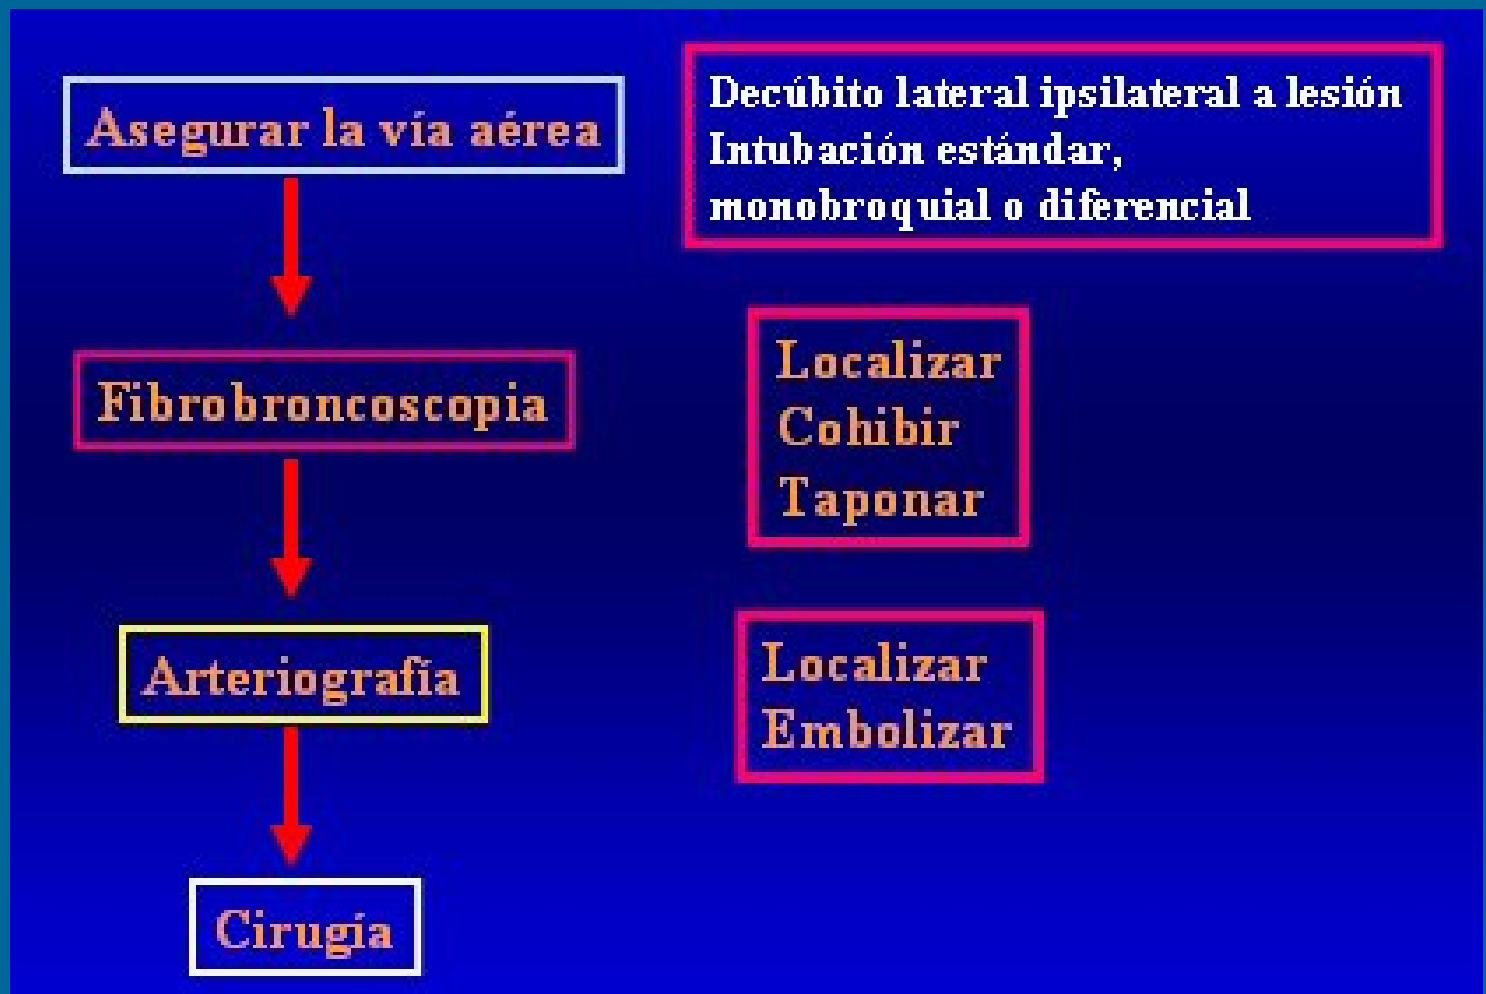 Asegurar la vía aérea
Decúbito lateral ipsilateral a lesión
Intubación estándar,
monobroquial o diferencial
Fibrobroncoscopia
Localizar
Cohibir
Taponar
Arteriografía
Localizar
Embolizar
Cirugía